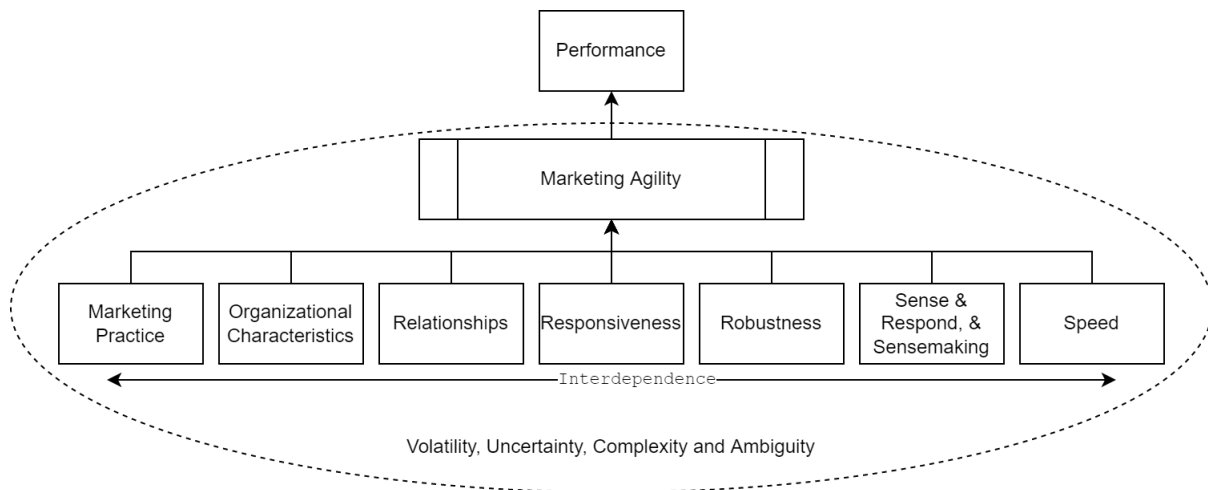 Performance
Marketing Agility
Marketing
Practice
Organizational
Characteristics
Relationships
Responsiveness
Robustness
Sense &
Respond, &
Sensemaking
Speed
Interdependence
Volatility, Uncertainty, Complexity and Ambiguity